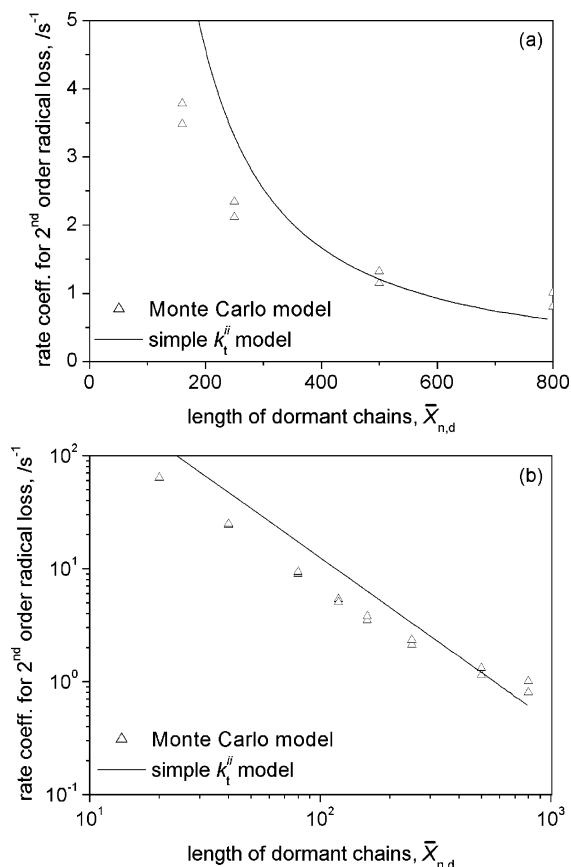 (a)
5
4
3
2
1
0
rate coeff. for 2nd order radical loss, /s-1
△ Monte Carlo model
— simple k_t^ii model
0 200 400 600 800
length of dormant chains, X̄n,d
(b)
10^2
10^1
10^0
10^-1
rate coeff. for 2nd order radical loss, /s-1
△ Monte Carlo model
— simple k_t^ii model
10^1 10^2 10^3
length of dormant chains, X̄n,d